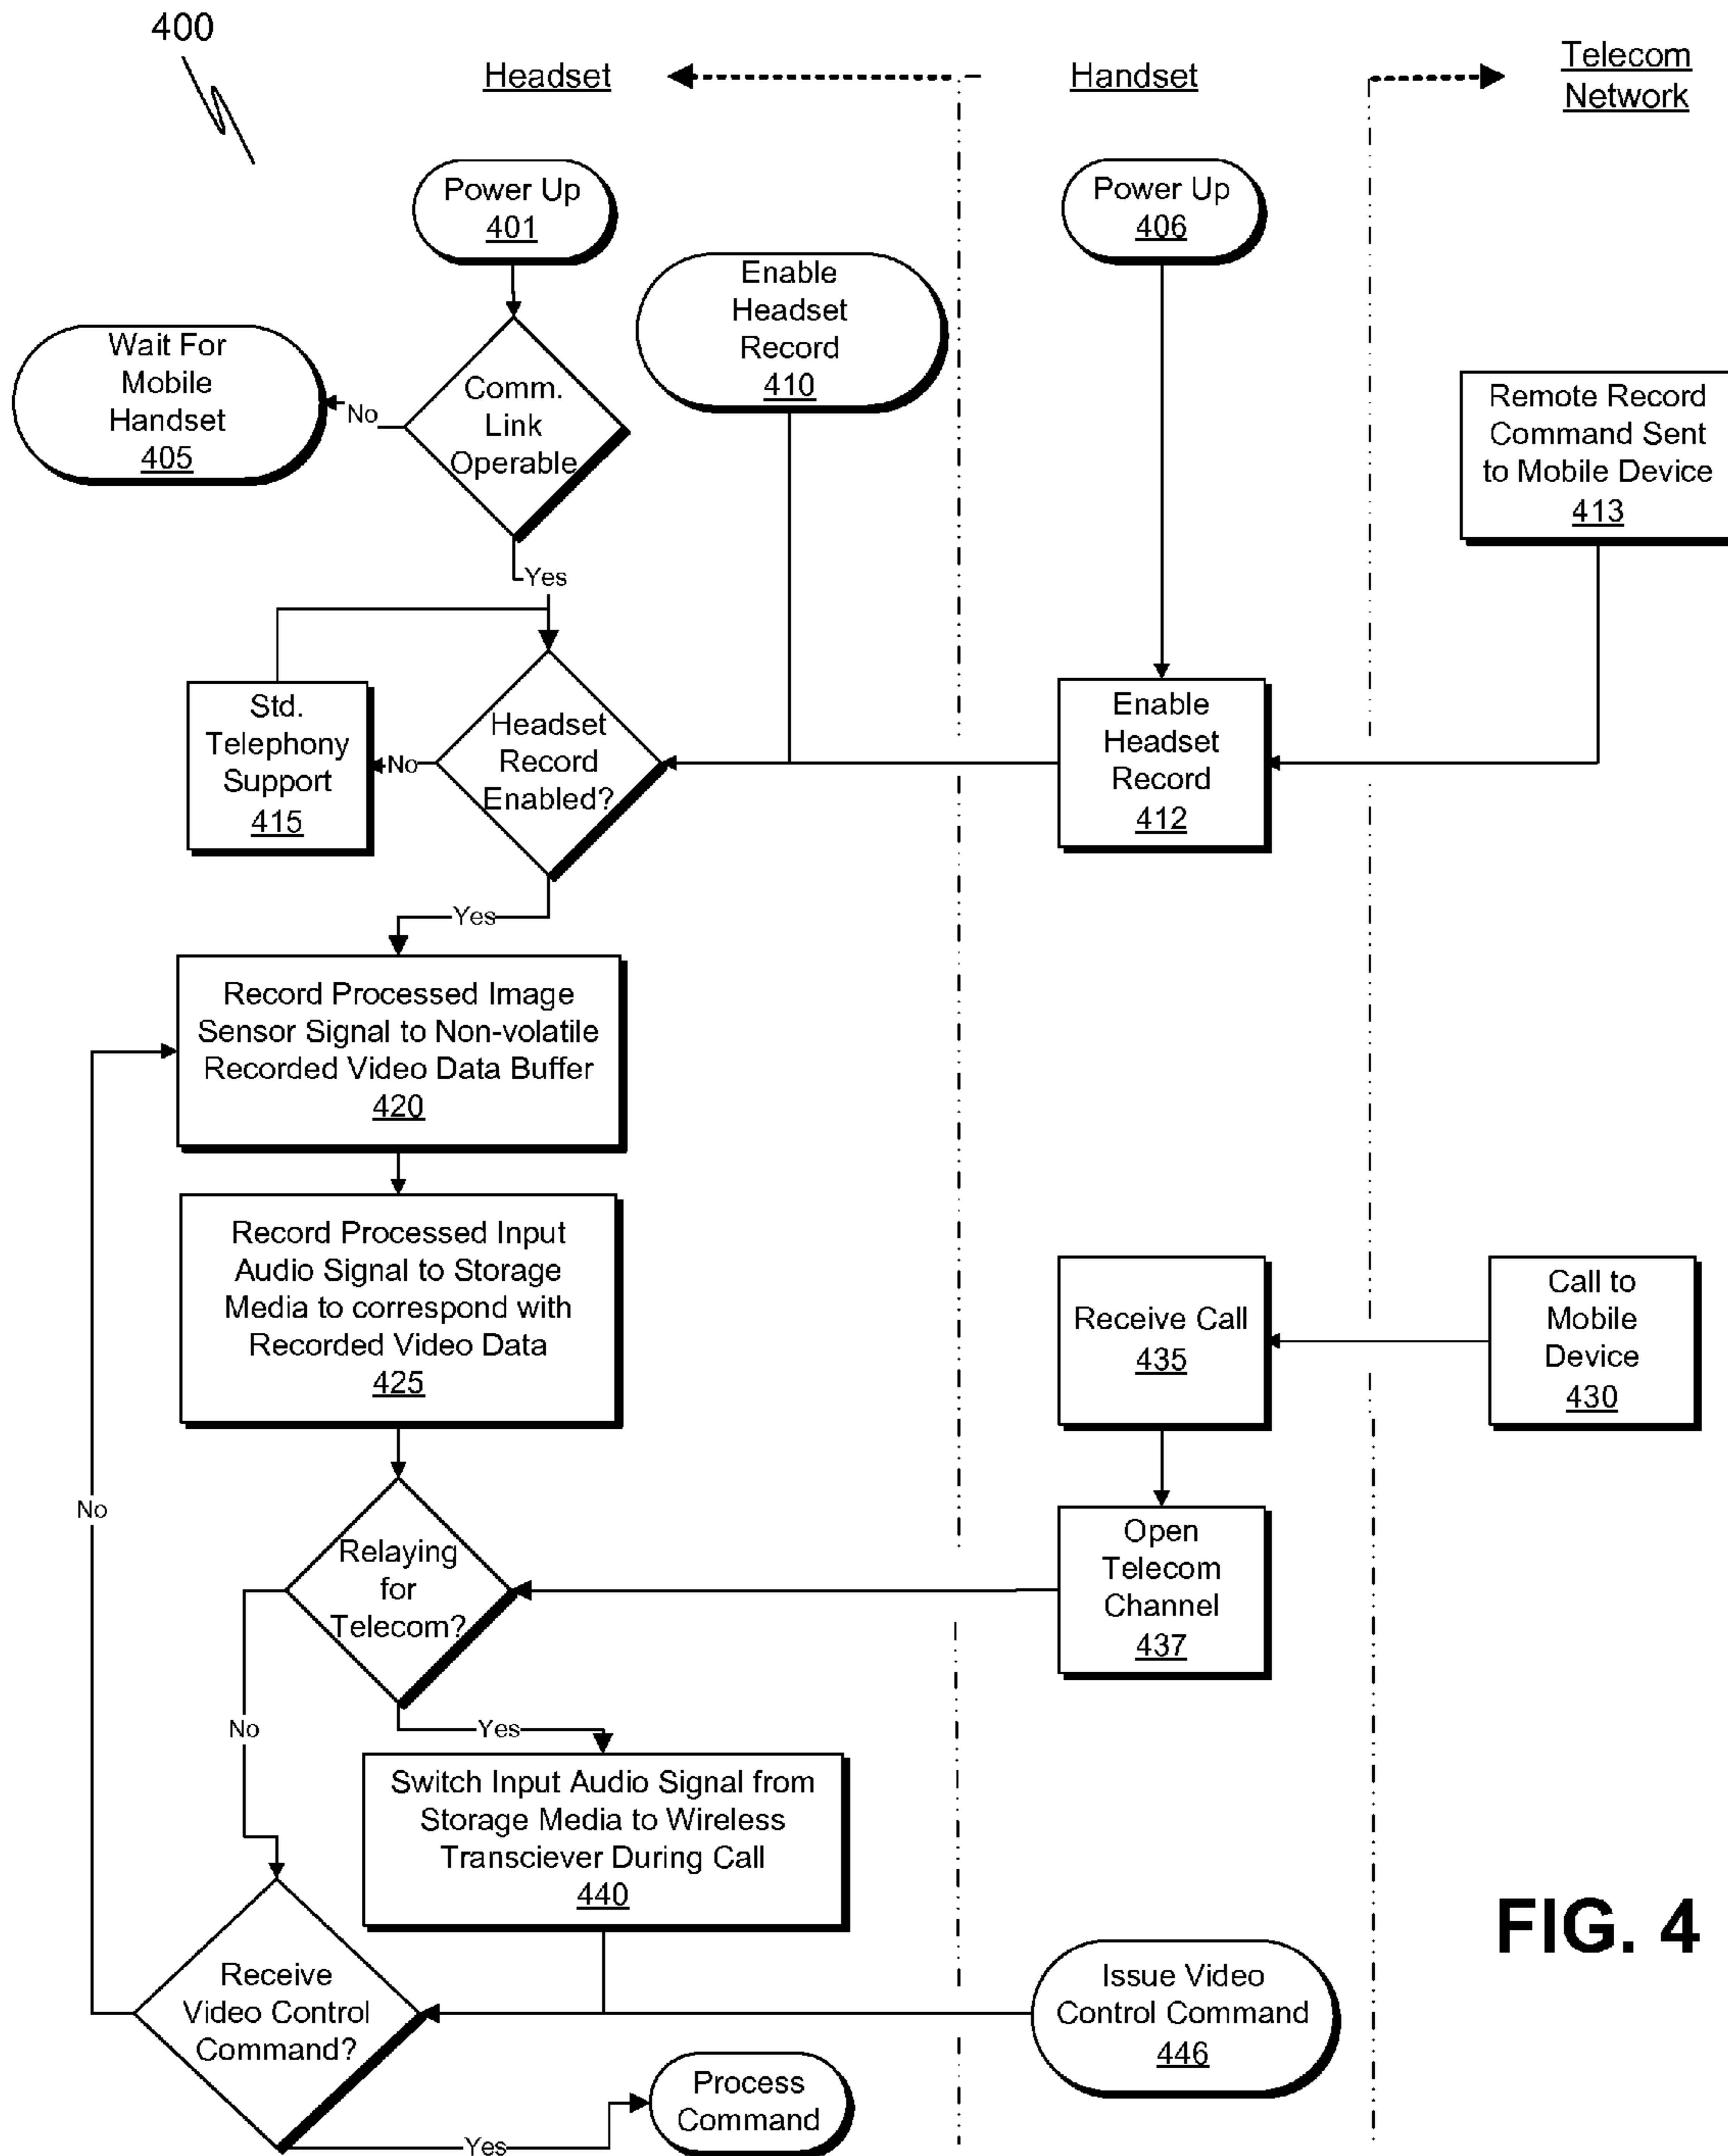 400
Headset
Handset
Telecom
Network
Power Up
401
Power Up
406
Enable
Headset
Record
410
Wait For
Mobile
Handset
405
No
Comm.
Link
Operable
Remote Record
Command Sent
to Mobile Device
413
Yes
Std.
Telephony
Support
415
No
Headset
Record
Enabled?
Enable
Headset
Record
412
Yes
Record Processed Image
Sensor Signal to Non-volatile
Recorded Video Data Buffer
420
Record Processed Input
Audio Signal to Storage
Media to correspond with
Recorded Video Data
425
Receive Call
435
Call to
Mobile
Device
430
No
Relaying
for
Telecom?
Open
Telecom
Channel
437
No
Yes
Switch Input Audio Signal from
Storage Media to Wireless
Transciever During Call
440
FIG. 4
Receive
Video Control
Command?
Issue Video
Control Command
446
Process
Command
Yes